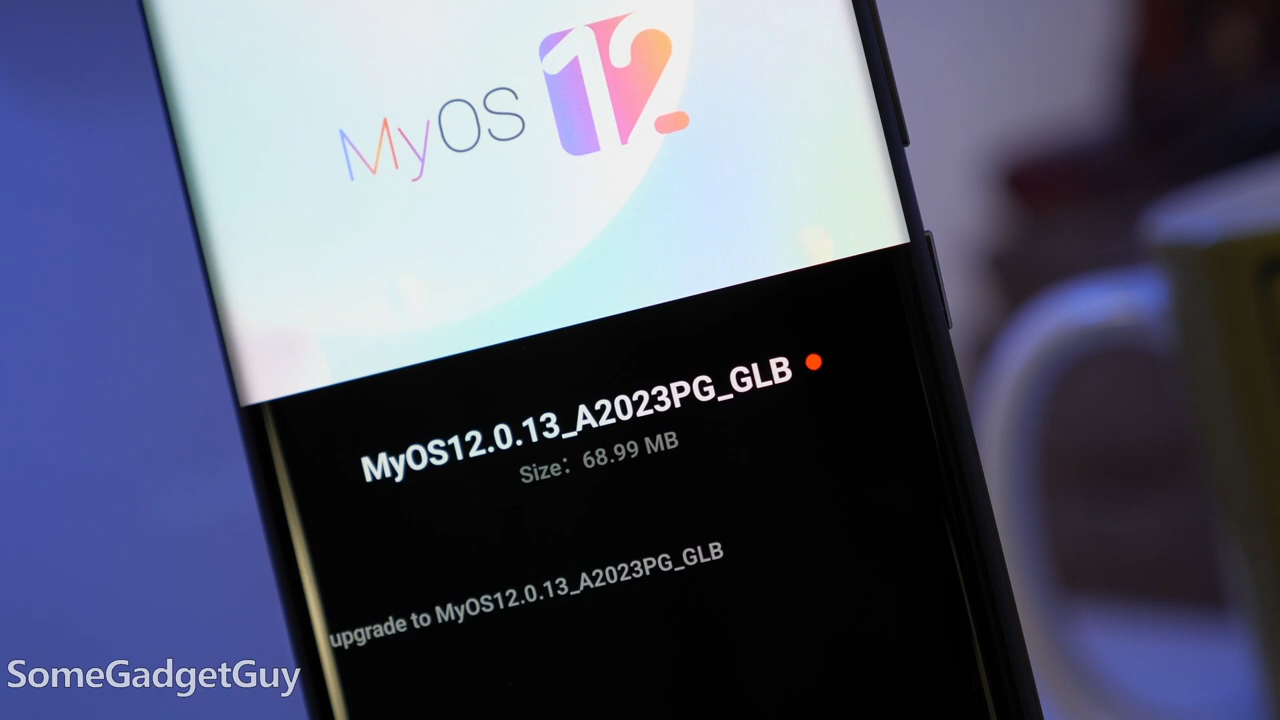 MyOS 12
MyOS12.0.13_A2023PG_GLB
Size: 68.99 MB
upgrade to MyOS12.0.13_A2023PG_GLB
SomeGadgetGuy